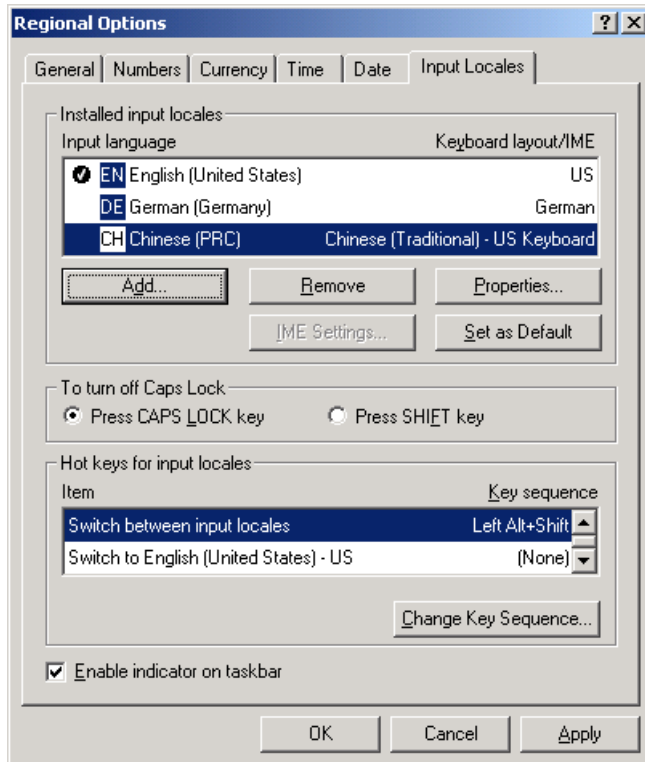 Regional Options
General Numbers Currency Time Date Input Locales
Installed input locales
Input language Keyboard layout/IME
EN English (United States) US
DE German (Germany) German
CH Chinese (PRC) Chinese (Traditional) - US Keyboard
Add... Remove Properties...
IME Settings... Set as Default
To turn off Caps Lock
Press CAPS LOCK key Press SHIFT key
Hot keys for input locales
Item Key sequence
Switch between input locales Left Alt+Shift
Switch to English (United States) - US (None)
Change Key Sequence...
Enable indicator on taskbar
OK Cancel Apply